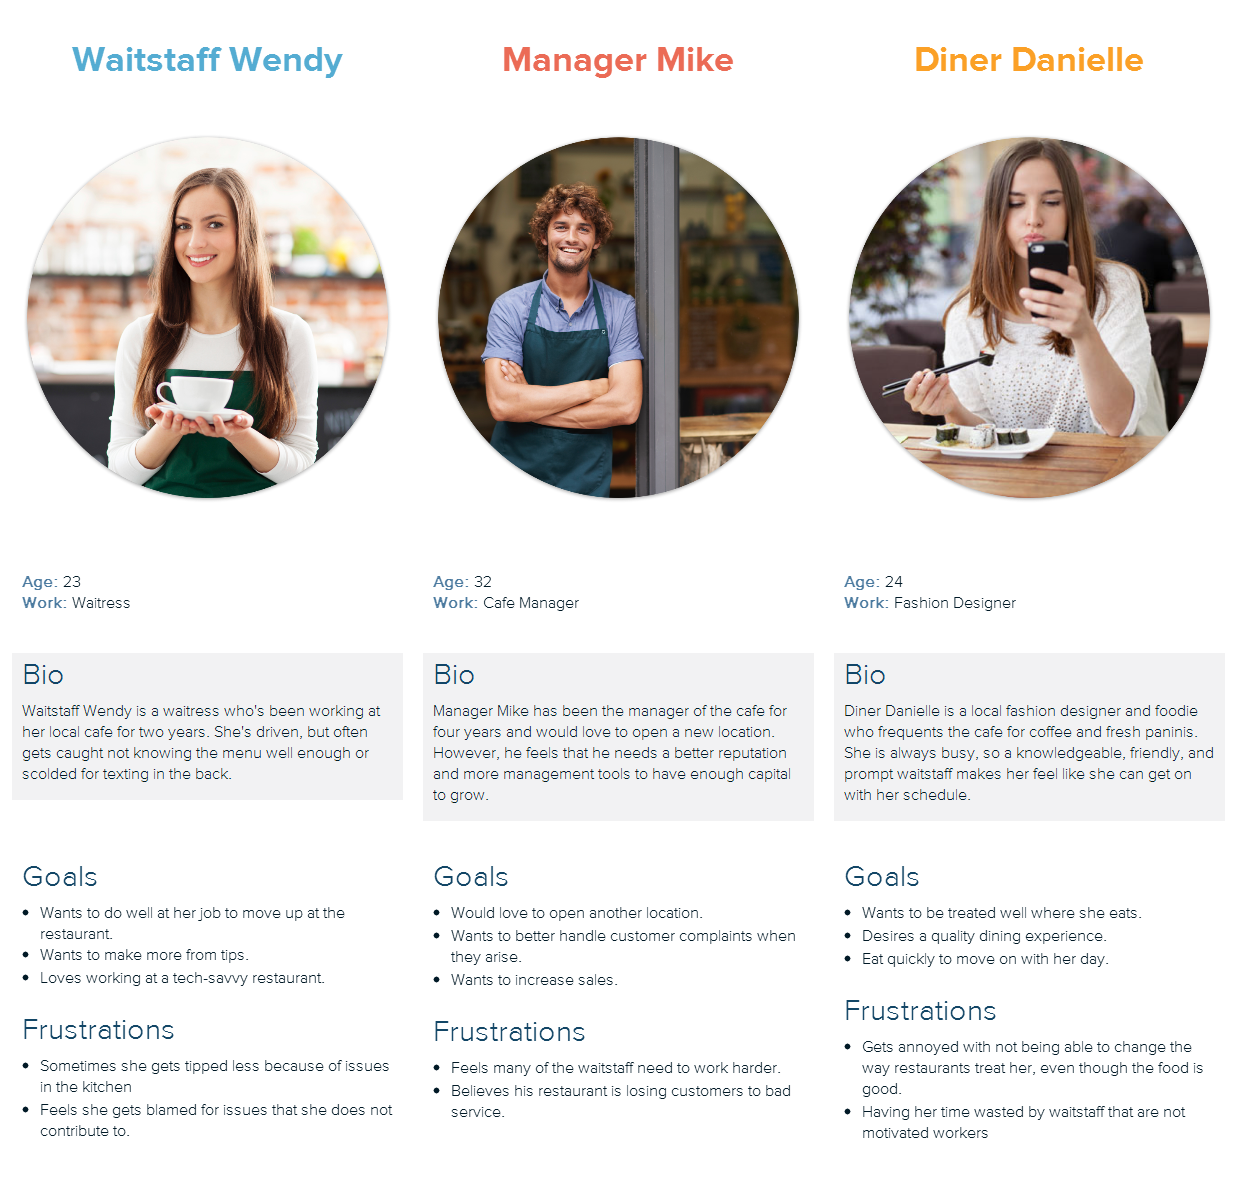 Waitstaff Wendy
Manager Mike
Diner Danielle
Age: 23
Work: Waitress
Age: 32
Work: Cafe Manager
Age: 24
Work: Fashion Designer
Bio
Waitstaff Wendy is a waitress who's been working at
her local cafe for two years. She's driven, but often
gets caught not knowing the menu well enough or
scolded for texting in the back.
Bio
Manager Mike has been the manager of the cafe for
four years and would love to open a new location.
However, he feels that he needs a better reputation
and more management tools to have enough capital
to grow.
Bio
Diner Danielle is a local fashion designer and foodie
who frequents the cafe for coffee and fresh paninis.
She is always busy, so a knowledgeable, friendly, and
prompt waitstaff makes her feel like she can get on
with her schedule.
Goals
• Wants to do well at her job to move up at the
restaurant.
• Wants to make more from tips.
• Loves working at a tech-savvy restaurant.
Frustrations
• Sometimes she gets tipped less because of issues
in the kitchen
• Feels she gets blamed for issues that she does not
contribute to.
Goals
• Would love to open another location.
• Wants to better handle customer complaints when
they arise.
• Wants to increase sales.
Frustrations
• Feels many of the waitstaff need to work harder.
• Believes his restaurant is losing customers to bad
service.
Goals
• Wants to be treated well where she eats.
• Desires a quality dining experience.
• Eat quickly to move on with her day.
Frustrations
• Gets annoyed with not being able to change the
way restaurants treat her, even though the food is
good.
• Having her time wasted by waitstaff that are not
motivated workers